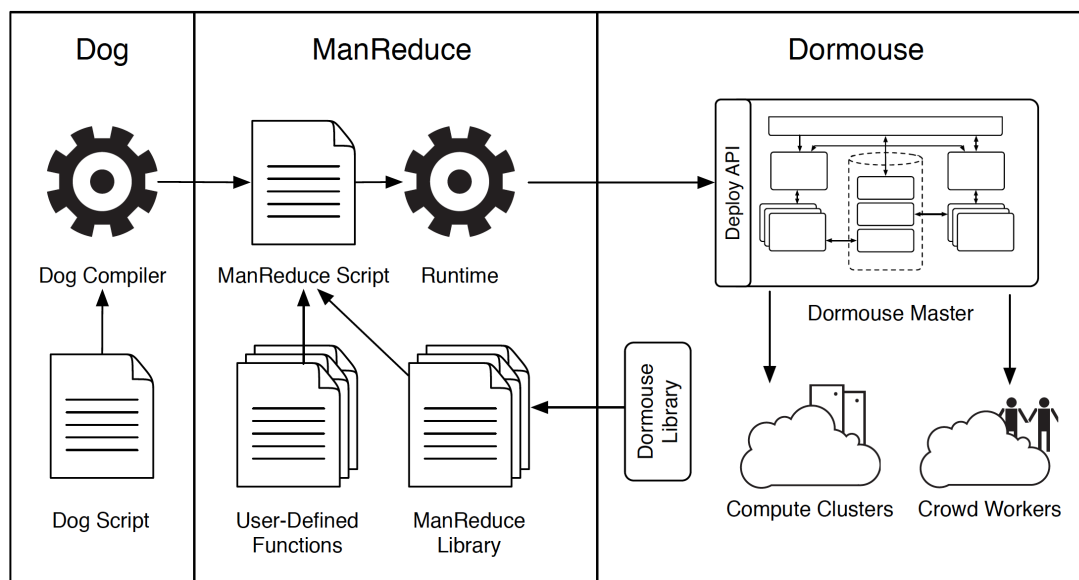 Dog
ManReduce
Dormouse
Deploy API
Dog Compiler
ManReduce Script
Runtime
Dormouse Master
Dormouse
Library
Dog Script
User-Defined
Functions
ManReduce
Library
Compute Clusters
Crowd Workers